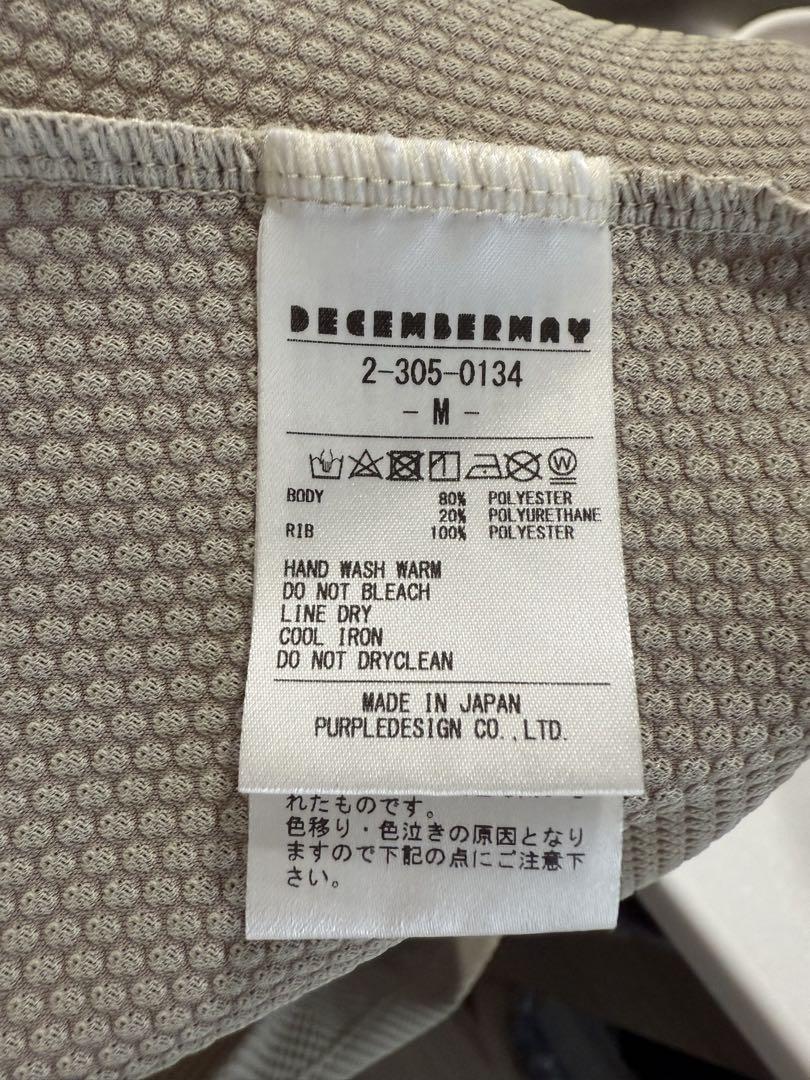 DECEMBERMAY
2-305-0134
- M -
BODY 80% POLYESTER
20% POLYURETHANE
RIB 100% POLYESTER
HAND WASH WARM
DO NOT BLEACH
LINE DRY
COOL IRON
DO NOT DRYCLEAN
MADE IN JAPAN
PURPLEDESIGN CO.,LTD.
れたものです。
色移り・色泣きの原因となり
ますので下記の点にご注意下
さい。